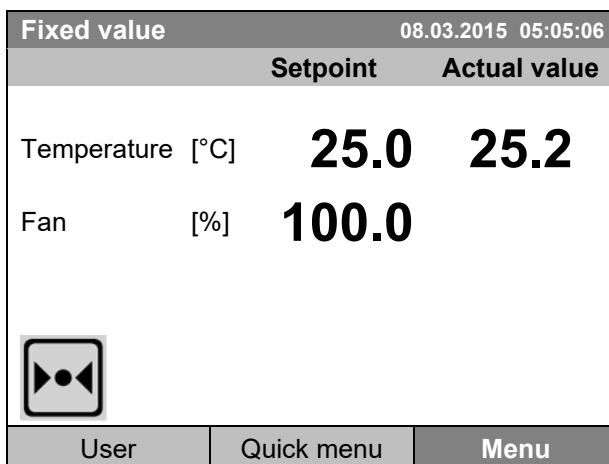 Fixed value 08.03.2015 05:05:06
Setpoint Actual value
Temperature [°C] 25.0 25.2
Fan [%] 100.0
User Quick menu Menu